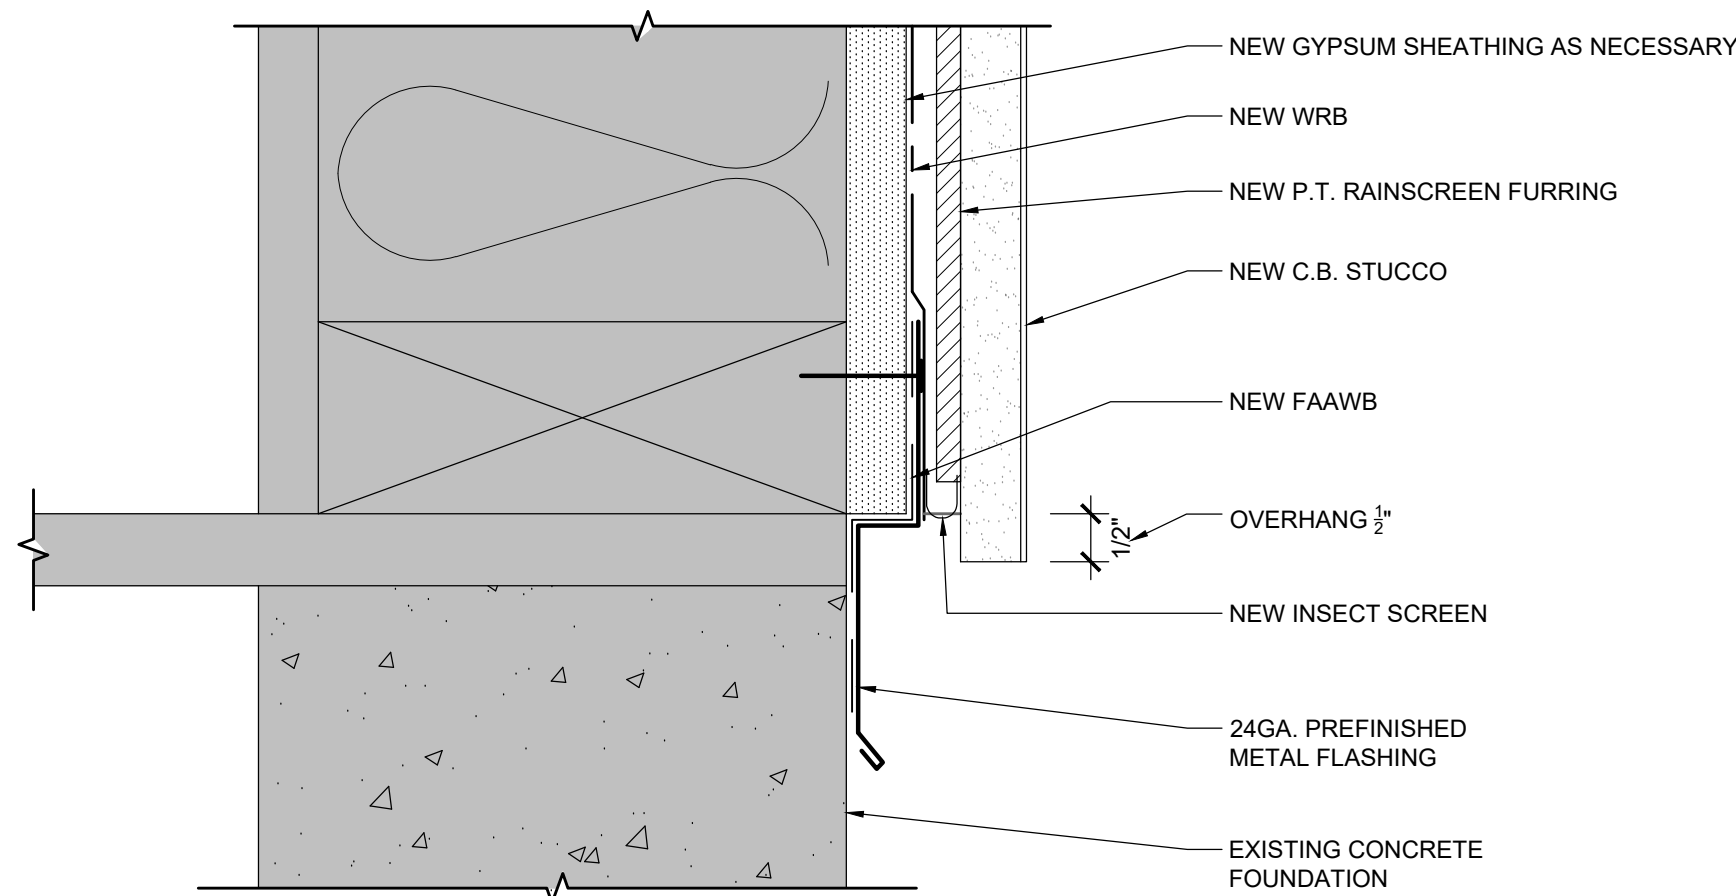 NEW GYPSUM SHEATHING AS NECESSARY
NEW WRB
NEW P.T. RAINSCREEN FURRING
NEW C.B. STUCCO
NEW FAAWB
OVERHANG ½"
1/2"
NEW INSECT SCREEN
24GA. PREFINISHED
METAL FLASHING
EXISTING CONCRETE
FOUNDATION